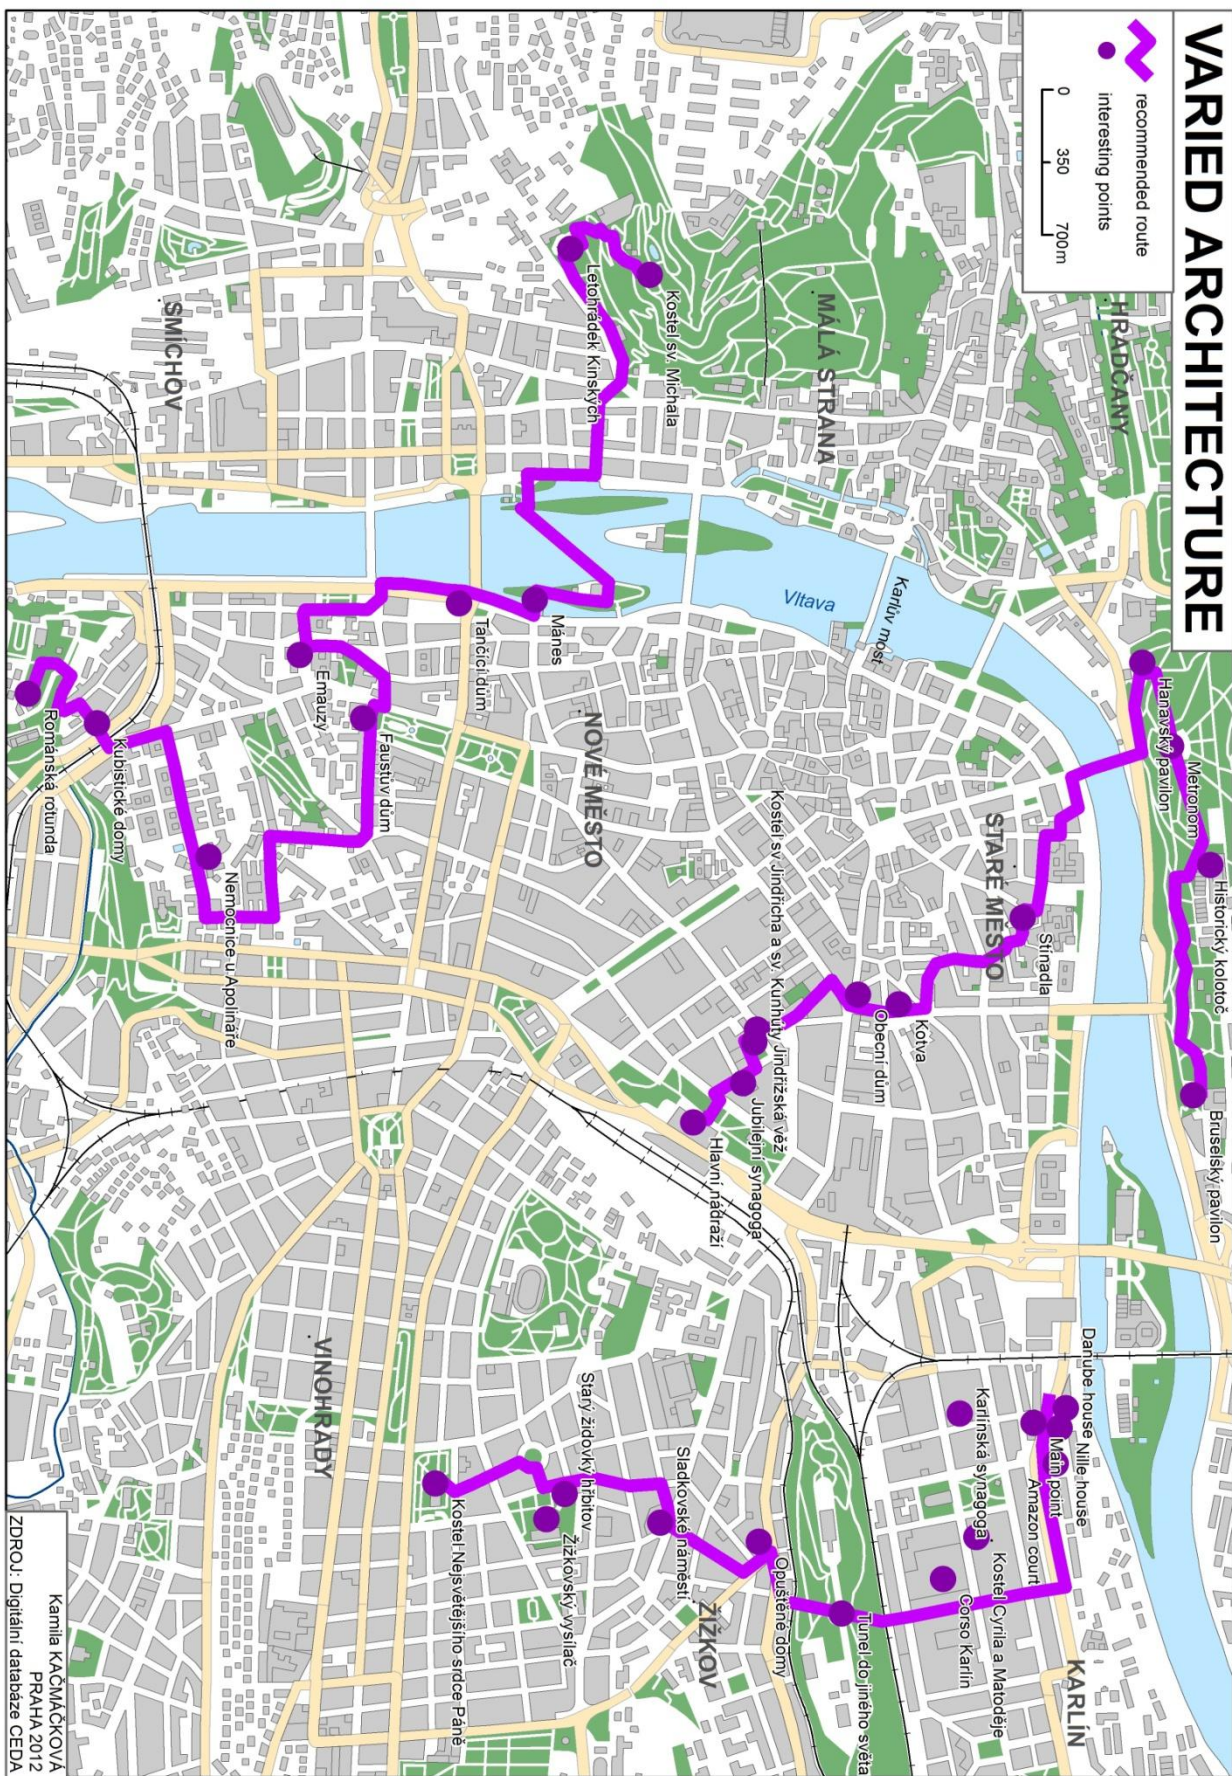 VARIED ARCHITECTURE
recommended route
interesting points
0 350 700m
HRADČANY
MALÁ STRANA
SMÍCHOV
Kostel sv. Michala
Letohrádek Kinských
Vltava
Karlův most
Hanavský pavilon
Metronom
Historický kolotoč
Bruselský pavilon
Mánes
Tančící dům
Emauzy
Faustův dům
Románská rotunda
Kubistické domy
Nemocnice u Apolináře
NOVÉ MĚSTO
STARÉ MĚSTO
Stínadla
Kotva
Obecní dům
Kostel sv. Jindřicha a sv. Kunhuty
Jindřišská věž
Jubilejní synagoga
Hlavní nádraží
Danube house
Nille house
Main point
Amazon court
Karlínská synagoga
Kostel Cyrila a Matoděje
Corso Karlín
KARLÍN
Tunel do jiného světa
Opuštěné domy
ŽIŽKOV
Sladkovské náměstí
Starý židovký hřbitov
Žižkovský vysílač
Kostel Nejsvětějšího srdce Páně
VINOHRADY
Kamila KAČMÁČKOVÁ
PRAHA 2012
ZDROJ: Digitální databáze CEDA